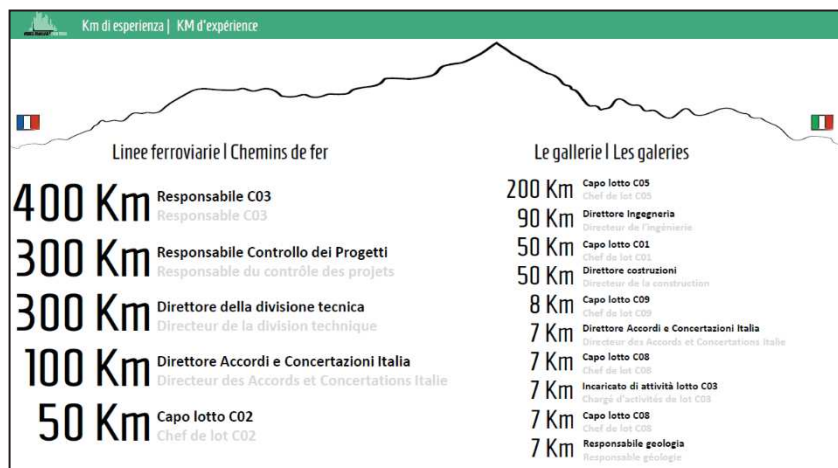 Km di esperienza | KM d'expérience
Linee ferroviarie | Chemins de fer
400 Km Responsabile C03
Responsable C03
300 Km Responsabile Controllo dei Progetti
Responsable du contrôle des projets
300 Km Direttore della divisione tecnica
Directeur de la division technique
100 Km Direttore Accordi e Concertazioni Italia
Directeur des Accords et Concertations Italie
50 Km Capo lotto C02
Chef de lot C02
Le gallerie | Les galeries
200 Km Capo lotto C05
Chef de lot C05
90 Km Direttore Ingegneria
Directeur de l'ingénierie
50 Km Capo lotto C01
Chef de lot C01
50 Km Direttore costruzioni
Directeur de la construction
8 Km Capo lotto C09
Chef de lot C09
7 Km Direttore Accordi e Concertazioni Italia
Directeur des Accords et Concertations Italie
7 Km Capo lotto C08
Chef de lot C08
7 Km Incaricato di attività lotto C03
Chargé d'activités de lot C03
7 Km Capo lotto C08
Chef de lot C08
7 Km Responsabile geologia
Responsable géologie